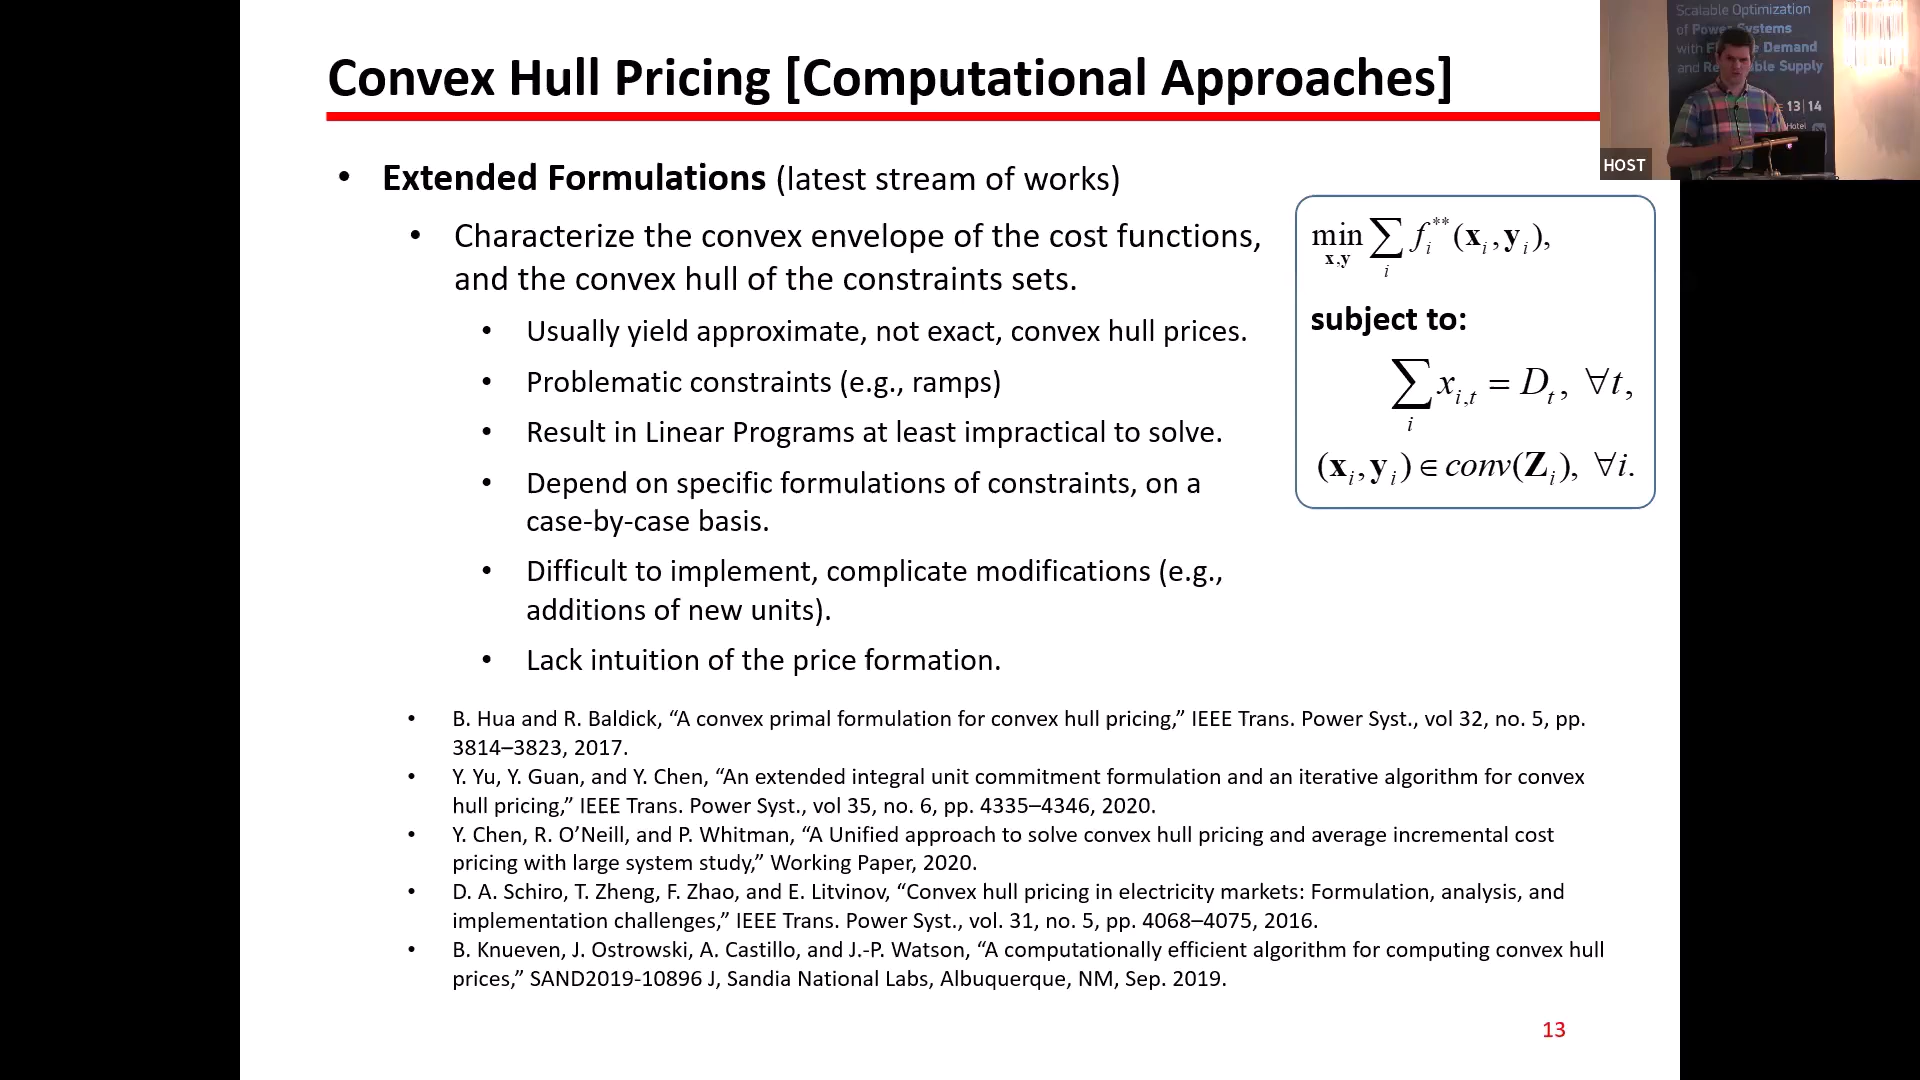 Convex Hull Pricing [Computational Approaches]
• Extended Formulations (latest stream of works)
• Characterize the convex envelope of the cost functions,
and the convex hull of the constraints sets.
• Usually yield approximate, not exact, convex hull prices.
• Problematic constraints (e.g., ramps)
• Result in Linear Programs at least impractical to solve.
• Depend on specific formulations of constraints, on a
case-by-case basis.
• Difficult to implement, complicate modifications (e.g.,
additions of new units).
• Lack intuition of the price formation.
min_{x,y} ∑_i f_i^{**}(x_i, y_i),
subject to:
∑_i x_{i,t} = D_t, ∀t,
(x_i, y_i) ∈ conv(Z_i), ∀i.
• B. Hua and R. Baldick, “A convex primal formulation for convex hull pricing,” IEEE Trans. Power Syst., vol 32, no. 5, pp.
3814–3823, 2017.
• Y. Yu, Y. Guan, and Y. Chen, “An extended integral unit commitment formulation and an iterative algorithm for convex
hull pricing,” IEEE Trans. Power Syst., vol 35, no. 6, pp. 4335–4346, 2020.
• Y. Chen, R. O’Neill, and P. Whitman, “A Unified approach to solve convex hull pricing and average incremental cost
pricing with large system study,” Working Paper, 2020.
• D. A. Schiro, T. Zheng, F. Zhao, and E. Litvinov, “Convex hull pricing in electricity markets: Formulation, analysis, and
implementation challenges,” IEEE Trans. Power Syst., vol. 31, no. 5, pp. 4068–4075, 2016.
• B. Knueven, J. Ostrowski, A. Castillo, and J.-P. Watson, “A computationally efficient algorithm for computing convex hull
prices,” SAND2019-10896 J, Sandia National Labs, Albuquerque, NM, Sep. 2019.
13
Scalable Optimization
of Power Systems
with Demand
and Supply
13|14
Hotel
HOST